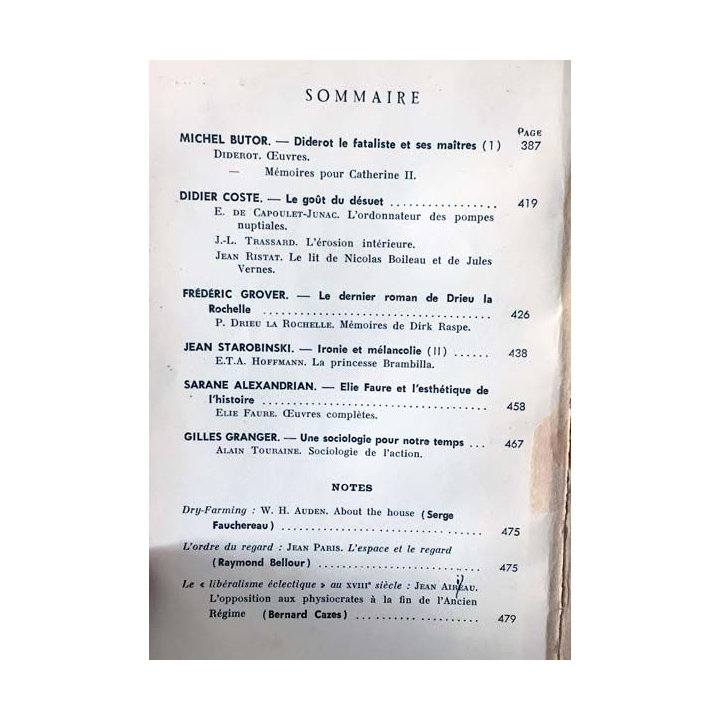 SOMMAIRE
PAGE
MICHEL BUTOR. — Diderot le fataliste et ses maîtres (1) 387
DIDEROT. Œuvres.
— Mémoires pour Catherine II.
DIDIER COSTE. — Le goût du désuet ................. 419
E. DE CAPOULET-JUNAC. L'ordonnateur des pompes
nuptiales.
J.-L. TRASSARD. L'érosion intérieure.
JEAN RISTAT. Le lit de Nicolas Boileau et de Jules
Vernes.
FRÉDÉRIC GROVER. — Le dernier roman de Drieu la
Rochelle .................................... 426
P. DRIEU LA ROCHELLE. Mémoires de Dirk Raspe.
JEAN STAROBINSKI. — Ironie et mélancolie (II) ...... 438
E.T.A. HOFFMANN. La princesse Brambilla.
SARANE ALEXANDRIAN. — Elie Faure et l'esthétique de
l'histoire .................................... 458
ELIE FAURE. Œuvres complètes.
GILLES GRANGER. — Une sociologie pour notre temps ... 467
ALAIN TOURAINE. Sociologie de l'action.
NOTES
Dry-Farming : W. H. AUDEN. About the house (Serge
Fauchereau) ................................ 475
L'ordre du regard : JEAN PARIS. L'espace et le regard
(Raymond Bellour) .......................... 475
Le « libéralisme éclectique » au XVIIIe siècle : JEAN AIREAU.
L'opposition aux physiocrates à la fin de l'Ancien
Régime (Bernard Cazes) .................... 479